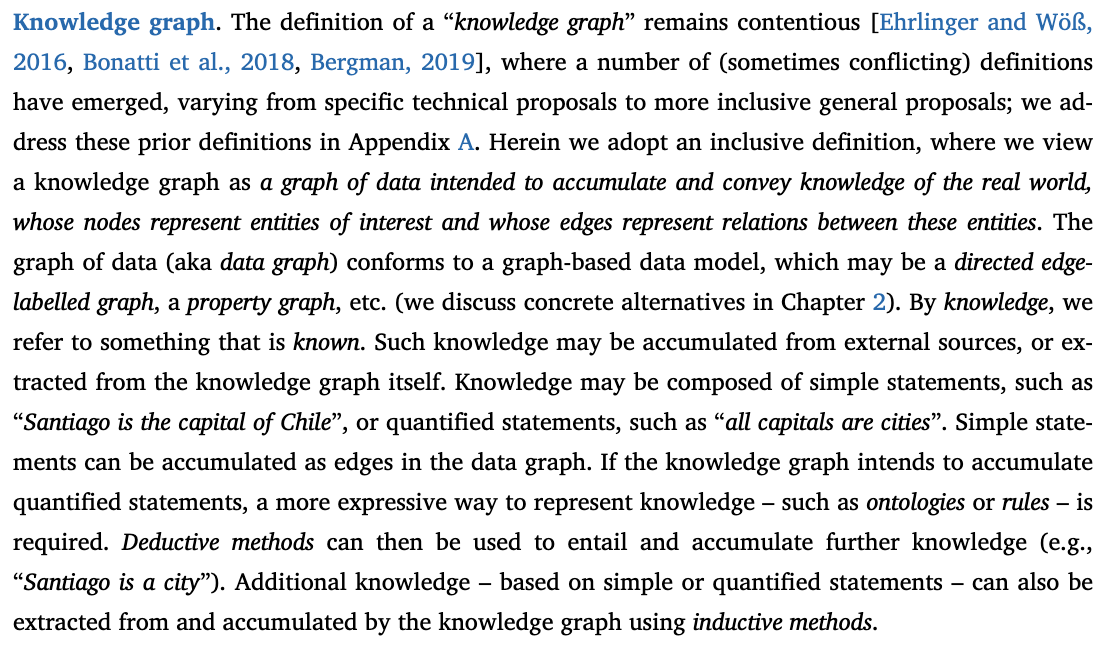 Knowledge graph. The definition of a “knowledge graph” remains contentious [Ehrlinger and Wöß,
2016, Bonatti et al., 2018, Bergman, 2019], where a number of (sometimes conflicting) definitions
have emerged, varying from specific technical proposals to more inclusive general proposals; we ad-
dress these prior definitions in Appendix A. Herein we adopt an inclusive definition, where we view
a knowledge graph as a graph of data intended to accumulate and convey knowledge of the real world,
whose nodes represent entities of interest and whose edges represent relations between these entities. The
graph of data (aka data graph) conforms to a graph-based data model, which may be a directed edge-
labelled graph, a property graph, etc. (we discuss concrete alternatives in Chapter 2). By knowledge, we
refer to something that is known. Such knowledge may be accumulated from external sources, or ex-
tracted from the knowledge graph itself. Knowledge may be composed of simple statements, such as
“Santiago is the capital of Chile”, or quantified statements, such as “all capitals are cities”. Simple state-
ments can be accumulated as edges in the data graph. If the knowledge graph intends to accumulate
quantified statements, a more expressive way to represent knowledge – such as ontologies or rules – is
required. Deductive methods can then be used to entail and accumulate further knowledge (e.g.,
“Santiago is a city”). Additional knowledge – based on simple or quantified statements – can also be
extracted from and accumulated by the knowledge graph using inductive methods.